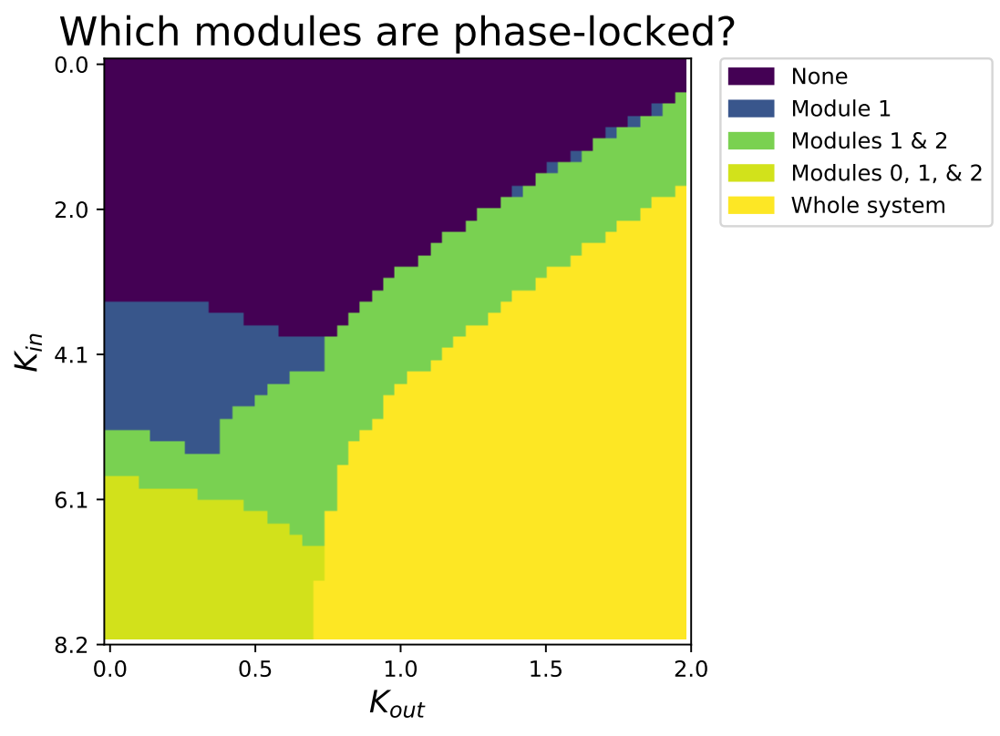 Which modules are phase-locked?
0.0
2.0
4.1
6.1
8.2
K_in
0.0
0.5
1.0
1.5
2.0
K_out
None
Module 1
Modules 1 & 2
Modules 0, 1, & 2
Whole system